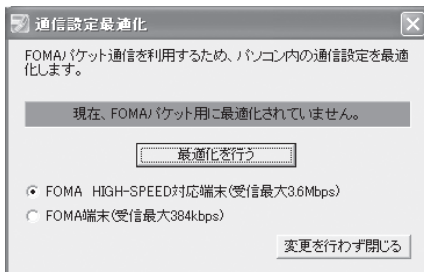 通信設定最適化
FOMAパケット通信を利用するため、パソコン内の通信設定を最適
化します。
現在、FOMAパケット用に最適化されていません。
最適化を行う
FOMA HIGH-SPEED対応端末(受信最大3.6Mbps)
FOMA端末(受信最大384kbps)
変更を行わず閉じる